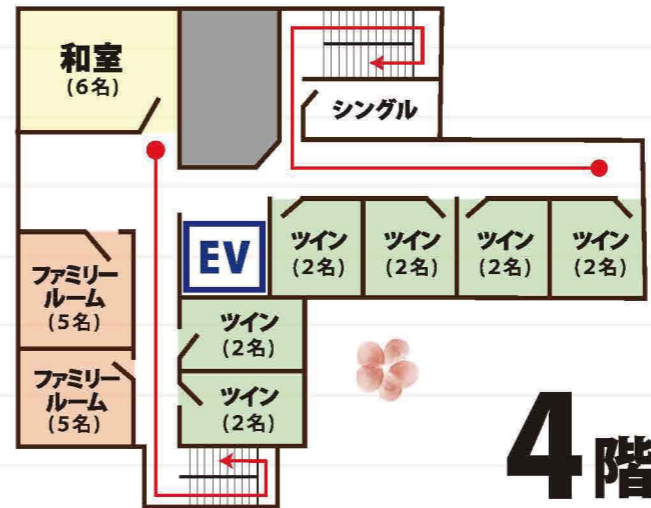 和室
(6名)
シングル
EV
ツイン
(2名)
ツイン
(2名)
ツイン
(2名)
ツイン
(2名)
ファミリー
ルーム
(5名)
ツイン
(2名)
ファミリー
ルーム
(5名)
ツイン
(2名)
4階